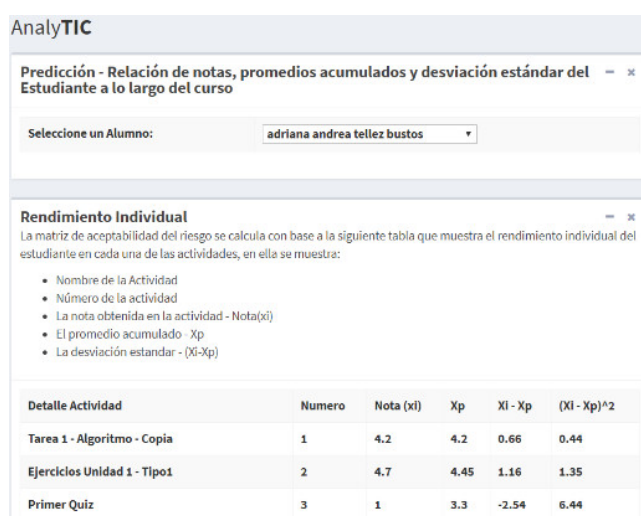 AnalyTIC
Predicción - Relación de notas, promedios acumulados y desviación estándar del
Estudiante a lo largo del curso
Seleccione un Alumno: adriana andrea tellez bustos
Rendimiento Individual
La matriz de aceptabilidad del riesgo se calcula con base a la siguiente tabla que muestra el rendimiento individual del
estudiante en cada una de las actividades, en ella se muestra:
• Nombre de la Actividad
• Número de la actividad
• La nota obtenida en la actividad - Nota(xi)
• El promedio acumulado - Xp
• La desviación estandar - (Xi-Xp)
Detalle Actividad Numero Nota (xi) Xp Xi - Xp (Xi - Xp)^2
Tarea 1 - Algoritmo - Copia 1 4.2 4.2 0.66 0.44
Ejercicios Unidad 1 - Tipo1 2 4.7 4.45 1.16 1.35
Primer Quiz 3 1 3.3 -2.54 6.44